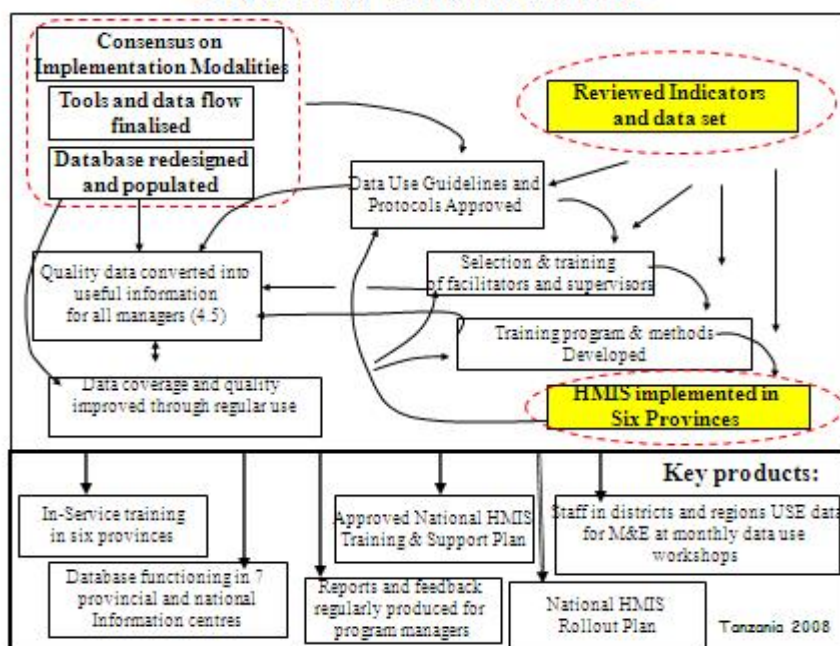 Consensus on
Implementation Modalities
Tools and data flow
finalised
Database redesigned
and populated
Reviewed Indicators
and data set
Data Use Guidelines and
Protocols Approved
Quality data converted into
useful information
for all managers (4.5)
Selection & training
of facilitators and supervisors
Training program & methods
Developed
Data coverage and quality
improved through regular use
HMIS implemented in
Six Provinces
Key products:
In-Service training
in six provinces
Approved National HMIS
Training & Support Plan
Staff in districts and regions USE data
for M&E at monthly data use
workshops
Database functioning in 7
provincial and national
Information centres
Reports and feedback
regularly produced for
program managers
National HMIS
Rollout Plan
Tanzania 2008